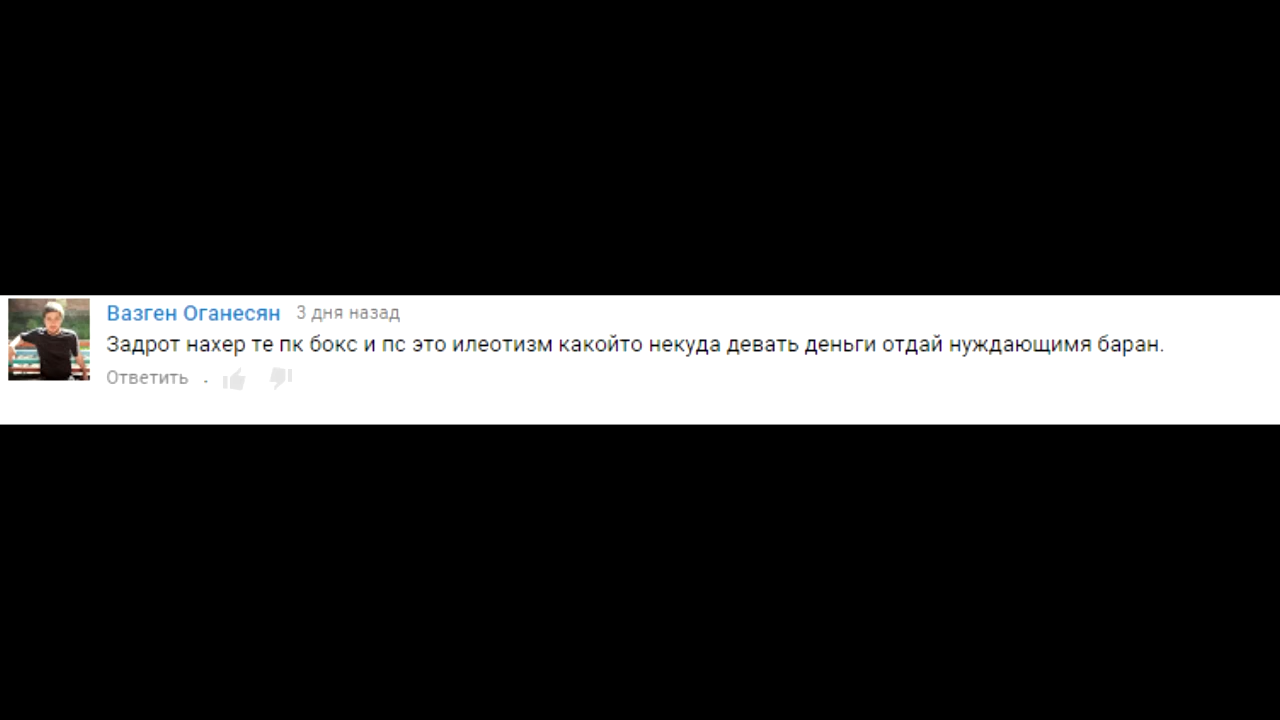 Вазген Оганесян 3 дня назад
Задрот нахер те пк бокс и пс это илеотизм какойто некуда девать деньги отдай нуждающимя баран.
Ответить .